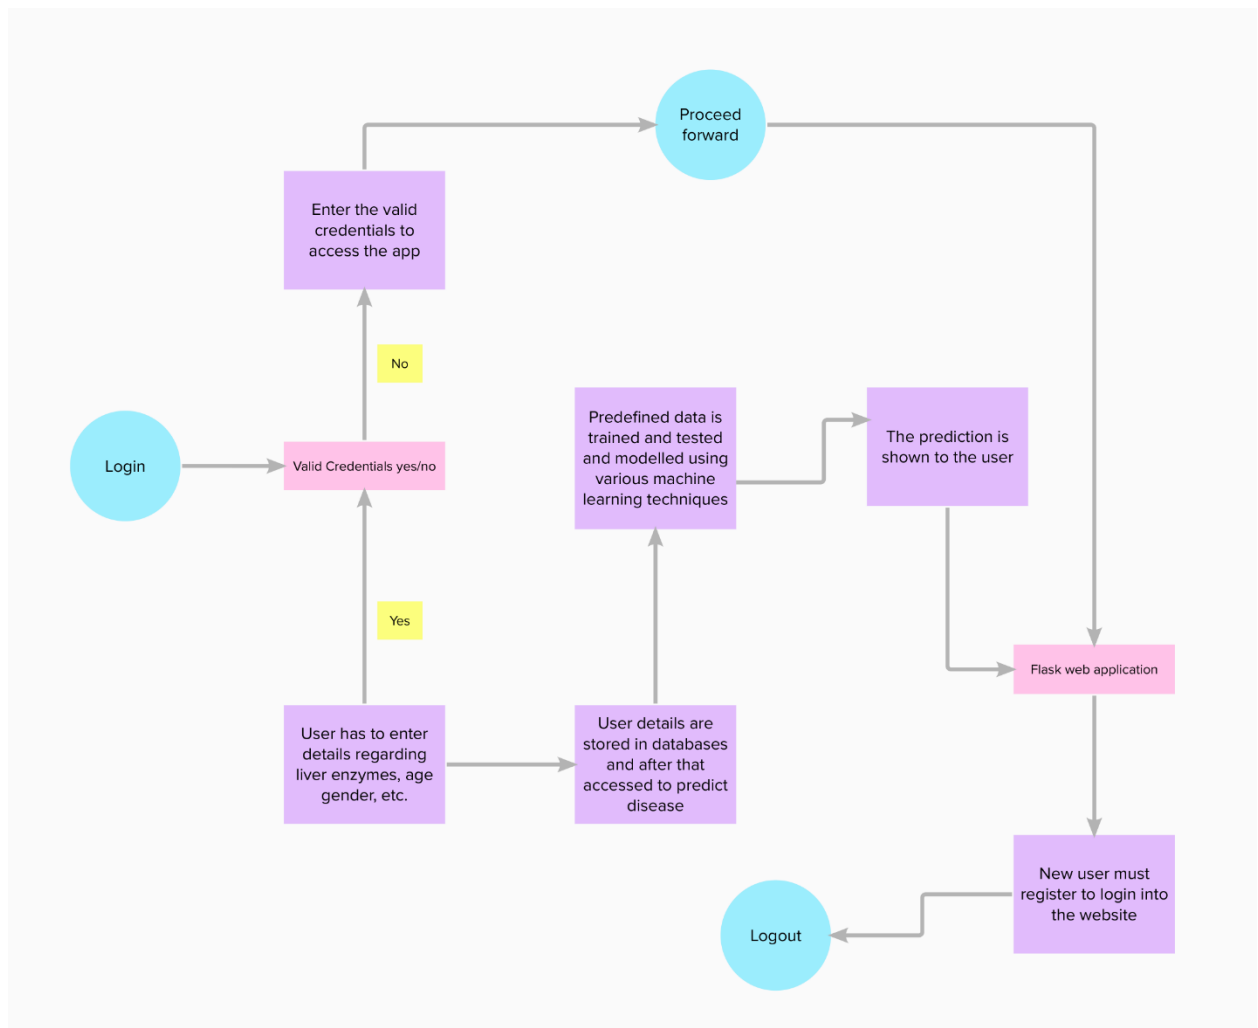 Proceed
forward
Enter the valid
credentials to
access the app
No
Login
Valid Credentials yes/no
Predefined data is
trained and tested
and modelled using
various machine
learning techniques
The prediction is
shown to the user
Yes
User has to enter
details regarding
liver enzymes, age
gender, etc.
User details are
stored in databases
and after that
accessed to predict
disease
Flask web application
New user must
register to login into
the website
Logout